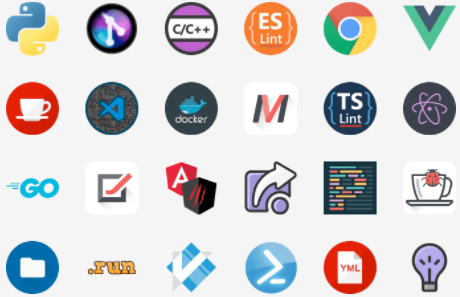 C/C++
ES
Lint
docker
TS
Lint
GO
A
.run
YML